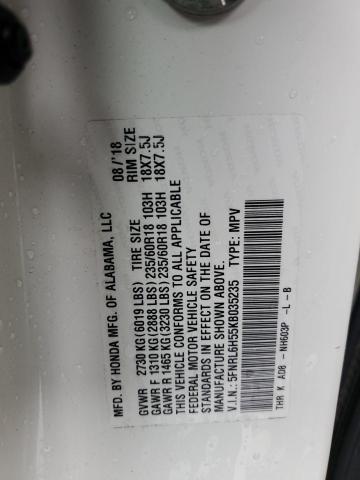 MFD. BY HONDA MFG. OF ALABAMA, LLC 08/'18
TIRE SIZE RIM SIZE
GVWR 2730 KG(6019 LBS)
GAWR F 1310 KG(2888 LBS) 235/60R18 103H 18X7.5J
GAWR R 1465 KG(3230 LBS) 235/60R18 103H 18X7.5J
THIS VEHICLE CONFORMS TO ALL APPLICABLE
FEDERAL MOTOR VEHICLE SAFETY
STANDARDS IN EFFECT ON THE DATE OF
MANUFACTURE SHOWN ABOVE.
V.I.N.: 5FNRL6H55KB035235 TYPE: MPV
THR K AD8 -NH603P -L -B